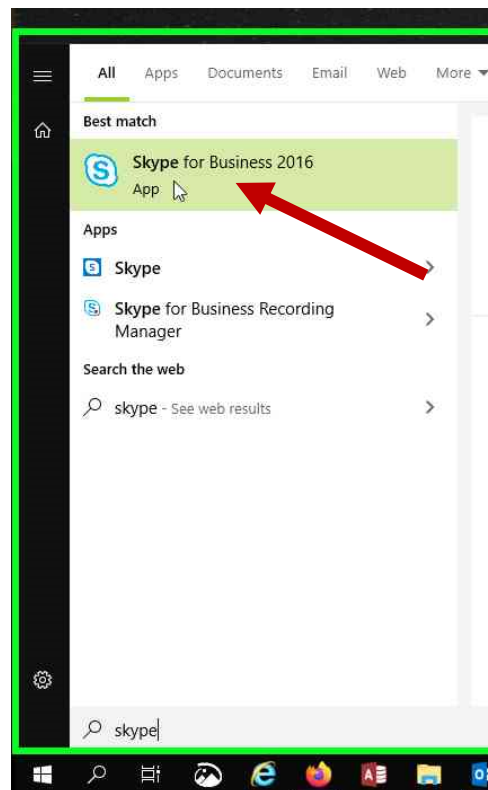 All Apps Documents Email Web More
Best match
Skype for Business 2016
App
Apps
Skype
Skype for Business Recording
Manager
Search the web
skype - See web results
skype